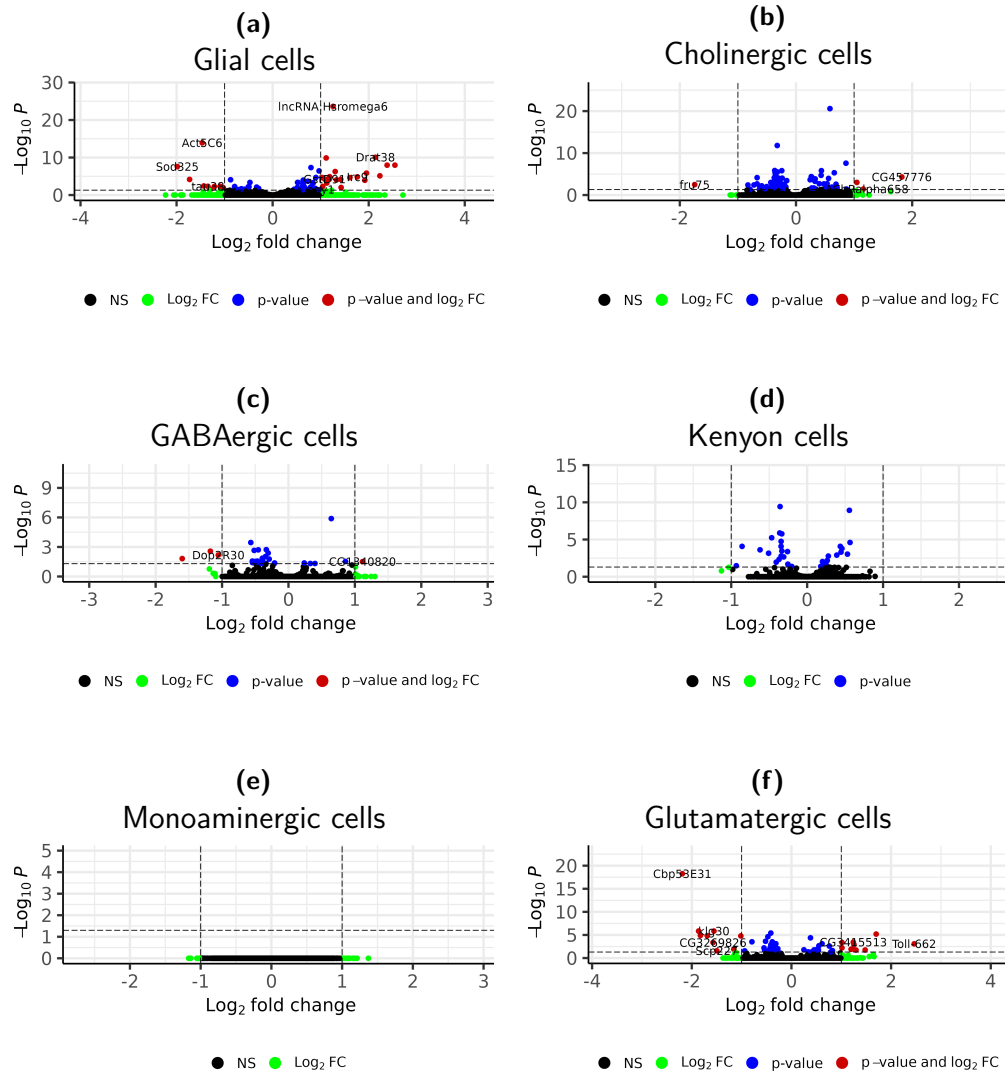 (a)
Glial cells
30
20
10
0
−Log10 P
lncRNA:Hsromega6
Act5C6
Drat38
Sod325
-4 -2 0 2 4
Log2 fold change
NS Log2 FC p-value p−value and log2 FC
(b)
Cholinergic cells
20
10
0
−Log10 P
fru75
CG457776
-2 0 2
Log2 fold change
NS Log2 FC p-value p−value and log2 FC
(c)
GABAergic cells
9
6
3
0
−Log10 P
Dop2R30
CG1340820
-3 -2 -1 0 1 2 3
Log2 fold change
NS Log2 FC p-value p−value and log2 FC
(d)
Kenyon cells
15
10
5
0
−Log10 P
-2 -1 0 1 2
Log2 fold change
NS Log2 FC p-value
(e)
Monoaminergic cells
5
4
3
2
1
0
−Log10 P
-3 -2 -1 0 1 2 3
Log2 fold change
NS Log2 FC
(f)
Glutamatergic cells
20
15
10
5
0
−Log10 P
Cbp53E31
klg30
CG3269826
CG3415513
Toll-662
-4 -2 0 2 4
Log2 fold change
NS Log2 FC p-value p−value and log2 FC